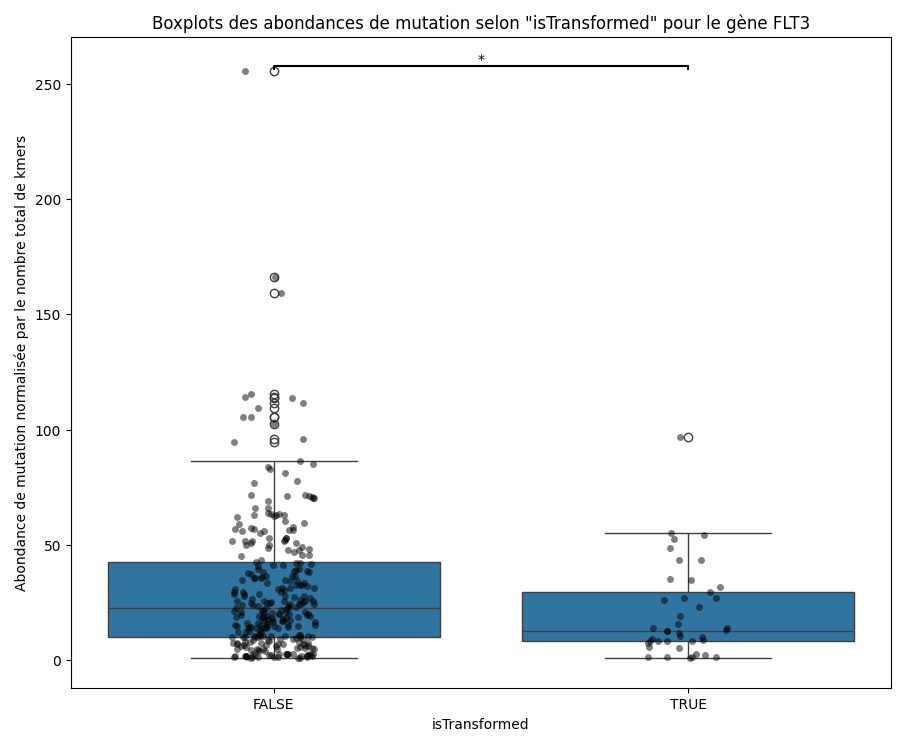 Boxplots des abondances de mutation selon "isTransformed" pour le gène FLT3
*
Abondance de mutation normalisée par le nombre total de kmers
250
200
150
100
50
0
FALSE
TRUE
isTransformed